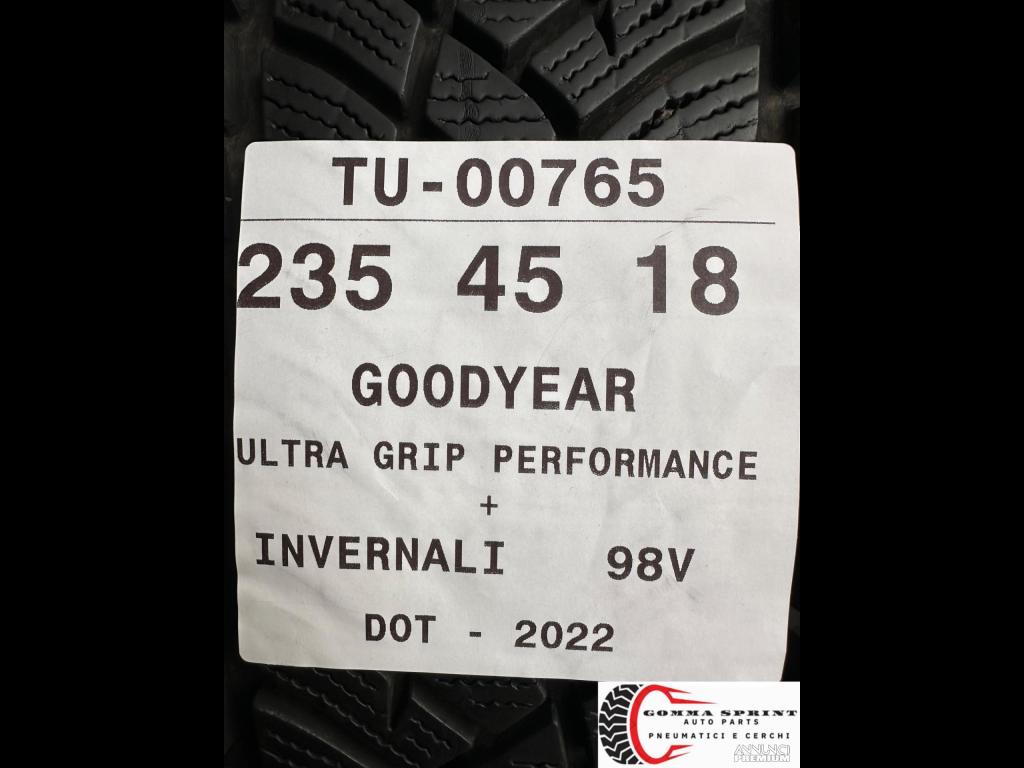 TU-00765
235 45 18
GOODYEAR
ULTRA GRIP PERFORMANCE
+
INVERNALI 98V
DOT - 2022
GOMMA SPRINT
AUTO PARTS
PNEUMATICI E CERCHI
ANNUNCI
PREMIUM